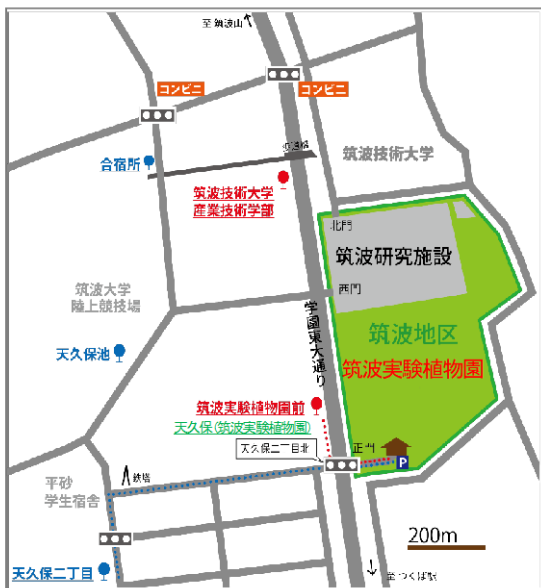 至 筑波山
コンビニ
コンビニ
合宿所
筑波技術大学
筑波技術大学
産業技術学部
北門
筑波研究施設
西門
筑波大学
陸上競技場
学園東大通り
筑波地区
筑波実験植物園
天久保池
筑波実験植物園前
天久保(筑波実験植物園)
天久保二丁目北
正門
P
鉄塔
平砂
学生宿舎
200m
天久保二丁目
至 つくば駅